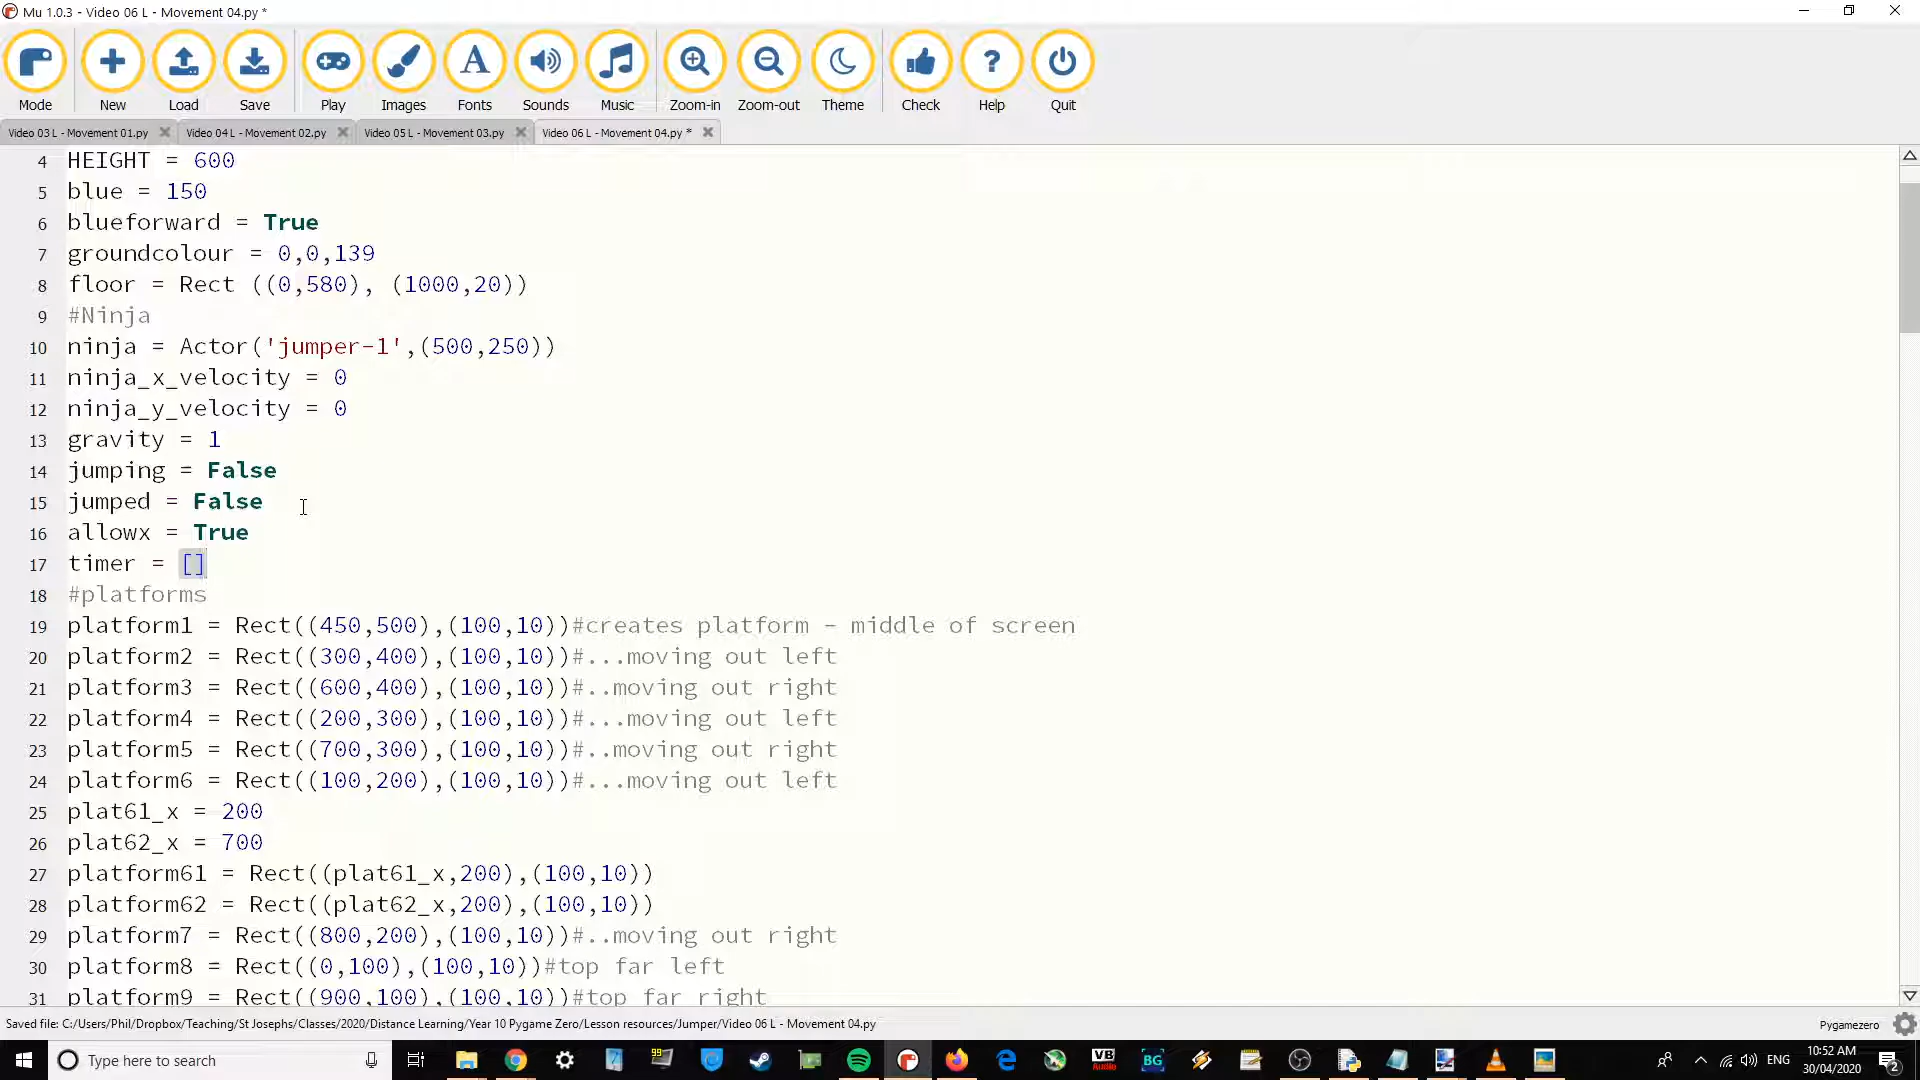 Mu 1.0.3 - Video 06 L - Movement 04.py *
Mode New Load Save Play Images Fonts Sounds Music Zoom-in Zoom-out Theme Check Help Quit
Video 03 L - Movement 01.py Video 04 L - Movement 02.py Video 05 L - Movement 03.py Video 06 L - Movement 04.py *
4 HEIGHT = 600
5 blue = 150
6 blueforward = True
7 groundcolour = 0,0,139
8 floor = Rect ((0,580), (1000,20))
9 #Ninja
10 ninja = Actor('jumper-1',(500,250))
11 ninja_x_velocity = 0
12 ninja_y_velocity = 0
13 gravity = 1
14 jumping = False
15 jumped = False
16 allowx = True
17 timer = []
18 #platforms
19 platform1 = Rect((450,500),(100,10))#creates platform - middle of screen
20 platform2 = Rect((300,400),(100,10))#...moving out left
21 platform3 = Rect((600,400),(100,10))#..moving out right
22 platform4 = Rect((200,300),(100,10))#...moving out left
23 platform5 = Rect((700,300),(100,10))#..moving out right
24 platform6 = Rect((100,200),(100,10))#...moving out left
25 plat61_x = 200
26 plat62_x = 700
27 platform61 = Rect((plat61_x,200),(100,10))
28 platform62 = Rect((plat62_x,200),(100,10))
29 platform7 = Rect((800,200),(100,10))#..moving out right
30 platform8 = Rect((0,100),(100,10))#top far left
31 platform9 = Rect((900,100),(100,10))#top far right
Saved file: C:/Users/Phil/Dropbox/Teaching/St Josephs/Classes/2020/Distance Learning/Year 10 Pygame Zero/Lesson resources/Jumper/Video 06 L - Movement 04.py
Pygamezero
Type here to search
99
VB
Audio
BG
ENG
10:52 AM
30/04/2020
2